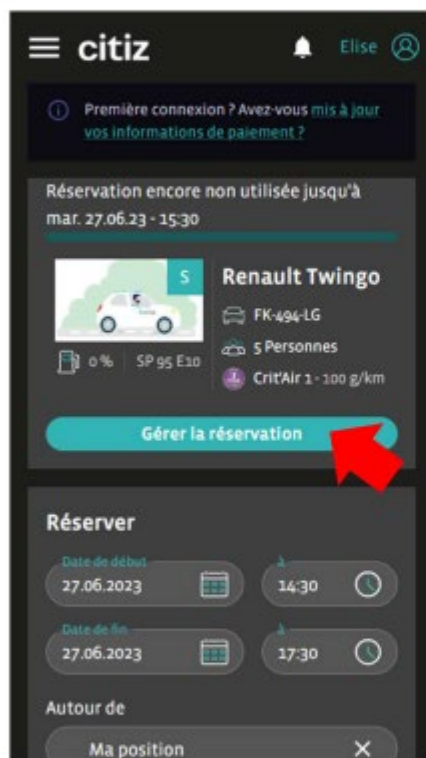 citiz
Elise
Première connexion ? Avez-vous mis à jour
vos informations de paiement ?
Réservation encore non utilisée jusqu'à
mar. 27.06.23 - 15:30
S
Renault Twingo
FK-494-LG
5 Personnes
0 % SP 95 E10
Crit'Air 1 - 100 g/km
Gérer la réservation
Réserver
Date de début
27.06.2023
à
14:30
Date de fin
27.06.2023
à
17:30
Autour de
Ma position